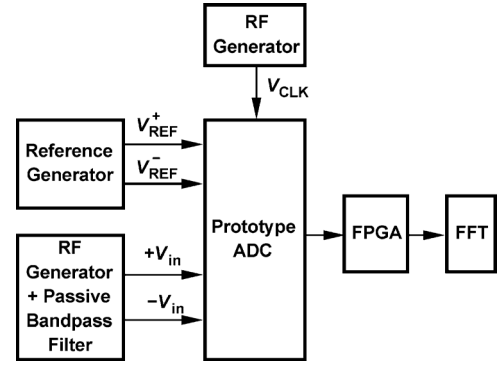 RF
Generator
V_CLK
V⁺_REF
V⁻_REF
Reference
Generator
Prototype
ADC
FPGA
FFT
RF
Generator
+ Passive
Bandpass
Filter
+V_in
−V_in